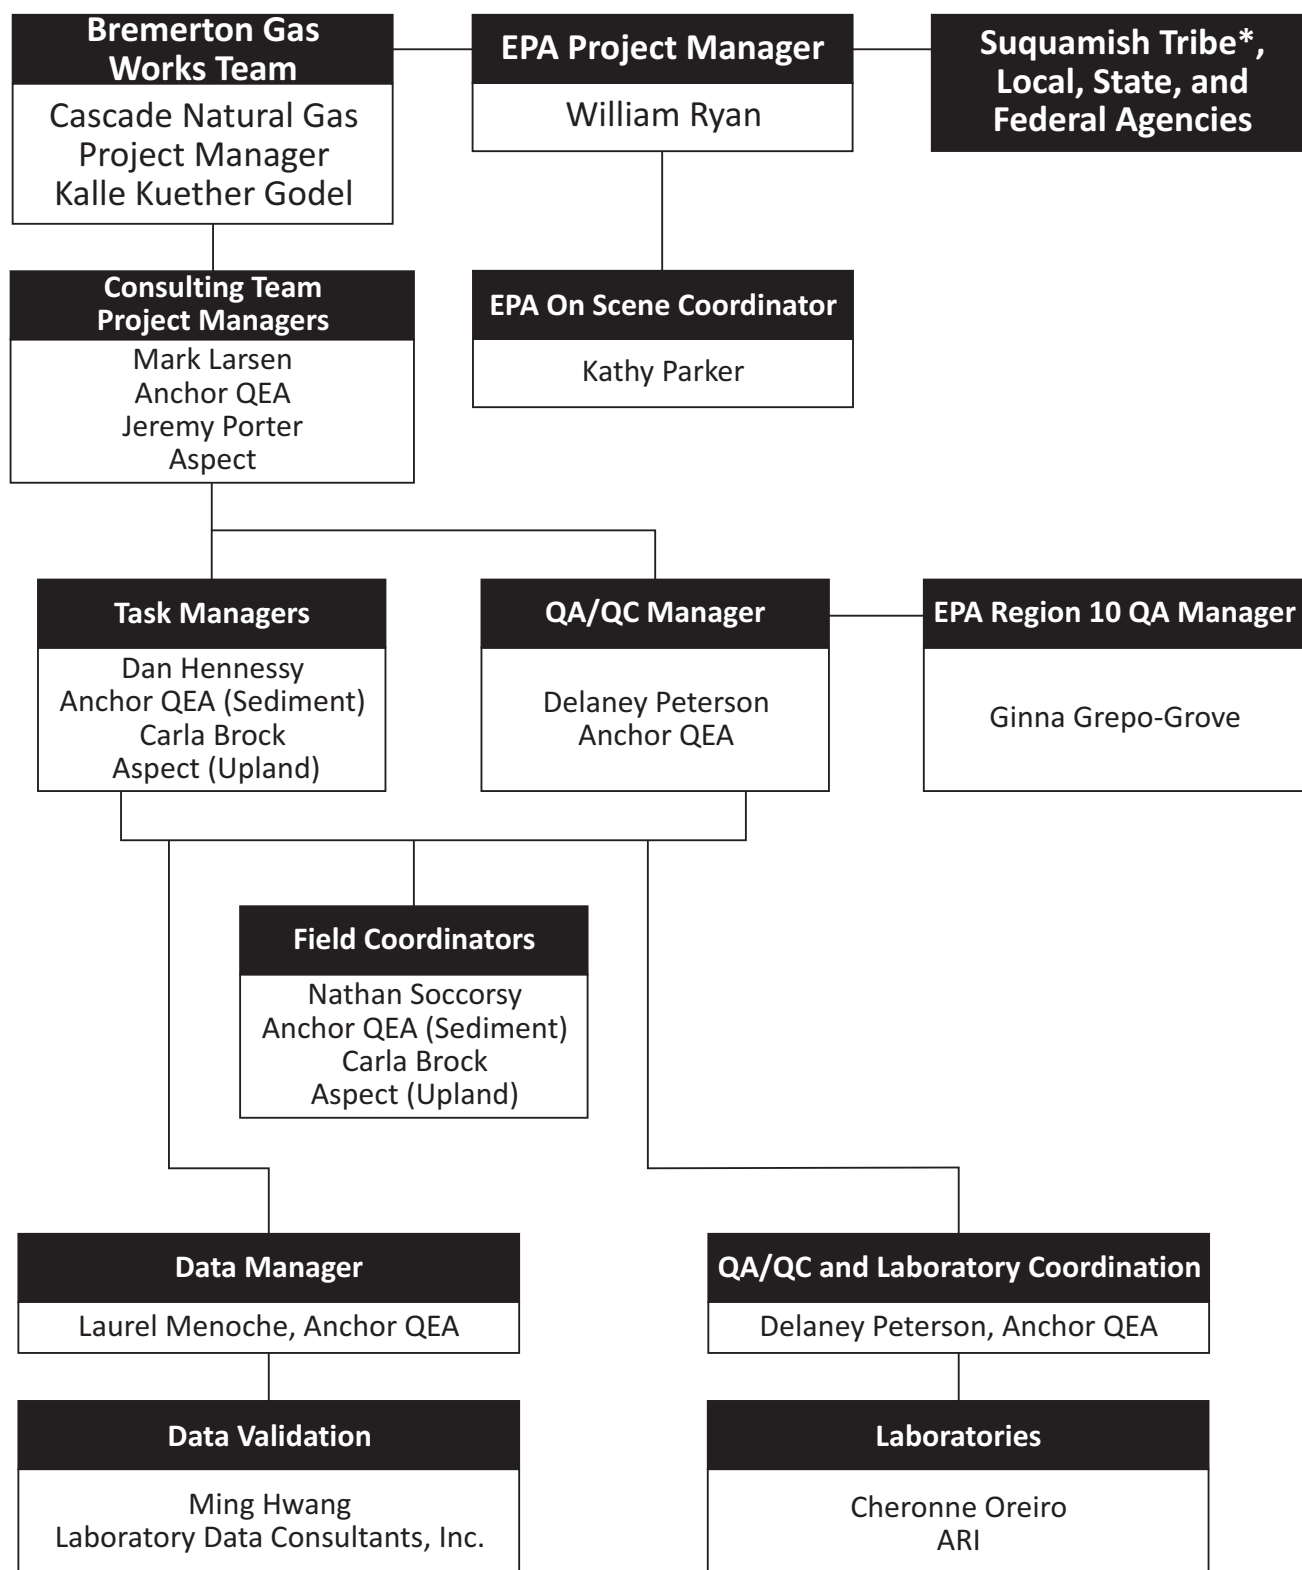 Bremerton Gas
Works Team
Cascade Natural Gas
Project Manager
Kalle Kuether Godel
EPA Project Manager
William Ryan
Suquamish Tribe*,
Local, State, and
Federal Agencies
Consulting Team
Project Managers
Mark Larsen
Anchor QEA
Jeremy Porter
Aspect
EPA On Scene Coordinator
Kathy Parker
Task Managers
Dan Hennessy
Anchor QEA (Sediment)
Carla Brock
Aspect (Upland)
QA/QC Manager
Delaney Peterson
Anchor QEA
EPA Region 10 QA Manager
Ginna Grepo-Grove
Field Coordinators
Nathan Soccorsy
Anchor QEA (Sediment)
Carla Brock
Aspect (Upland)
Data Manager
Laurel Menoche, Anchor QEA
QA/QC and Laboratory Coordination
Delaney Peterson, Anchor QEA
Data Validation
Ming Hwang
Laboratory Data Consultants, Inc.
Laboratories
Cheronne Oreiro
ARI